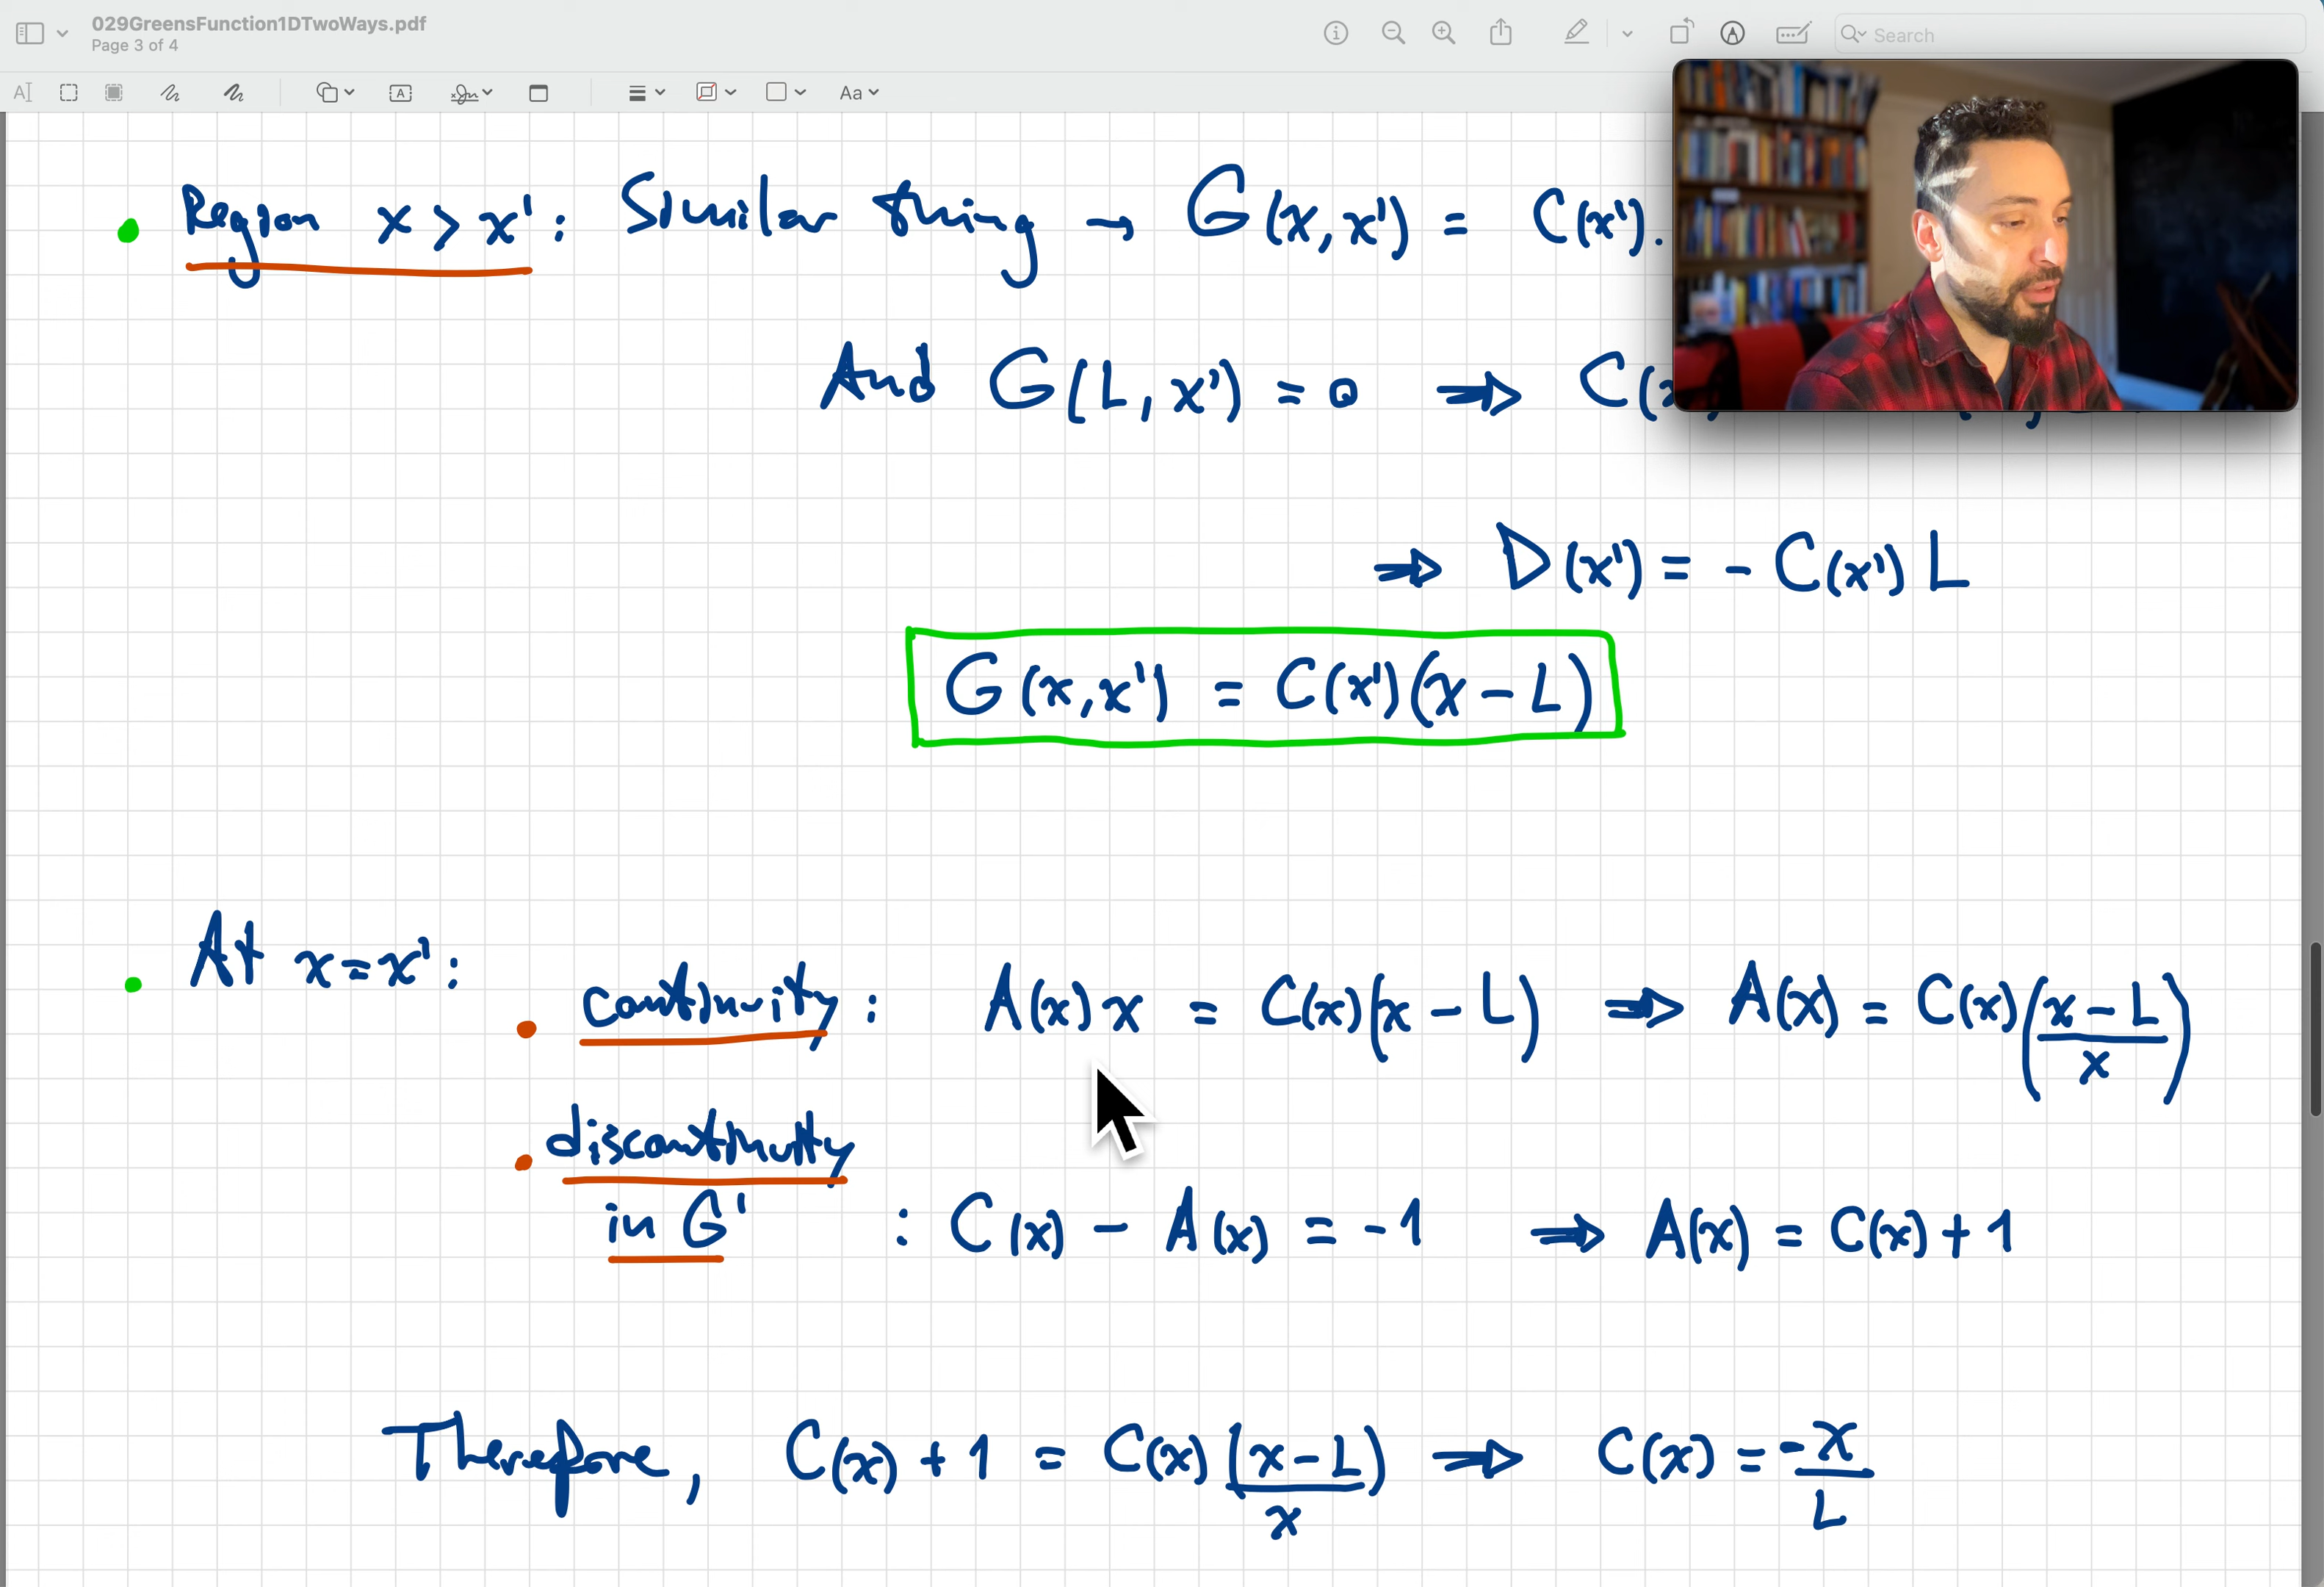 029GreensFunction1DTwoWays.pdf
Page 3 of 4
Search
Aa
Region x > x' : Similar thing → G(x,x') = C(x').
And G(L,x') = 0 ⇒ C(
⇒ D(x') = - C(x') L
G(x,x') = C(x')(x-L)
At x=x' :
continuity : A(x)x = C(x)(x-L) ⇒ A(x) = C(x)((x-L)/x)
discontinuity
in G' : C(x) - A(x) = -1 ⇒ A(x) = C(x)+1
Therefore, C(x)+1 = C(x)(x-L)/x ⇒ C(x) = -x/L